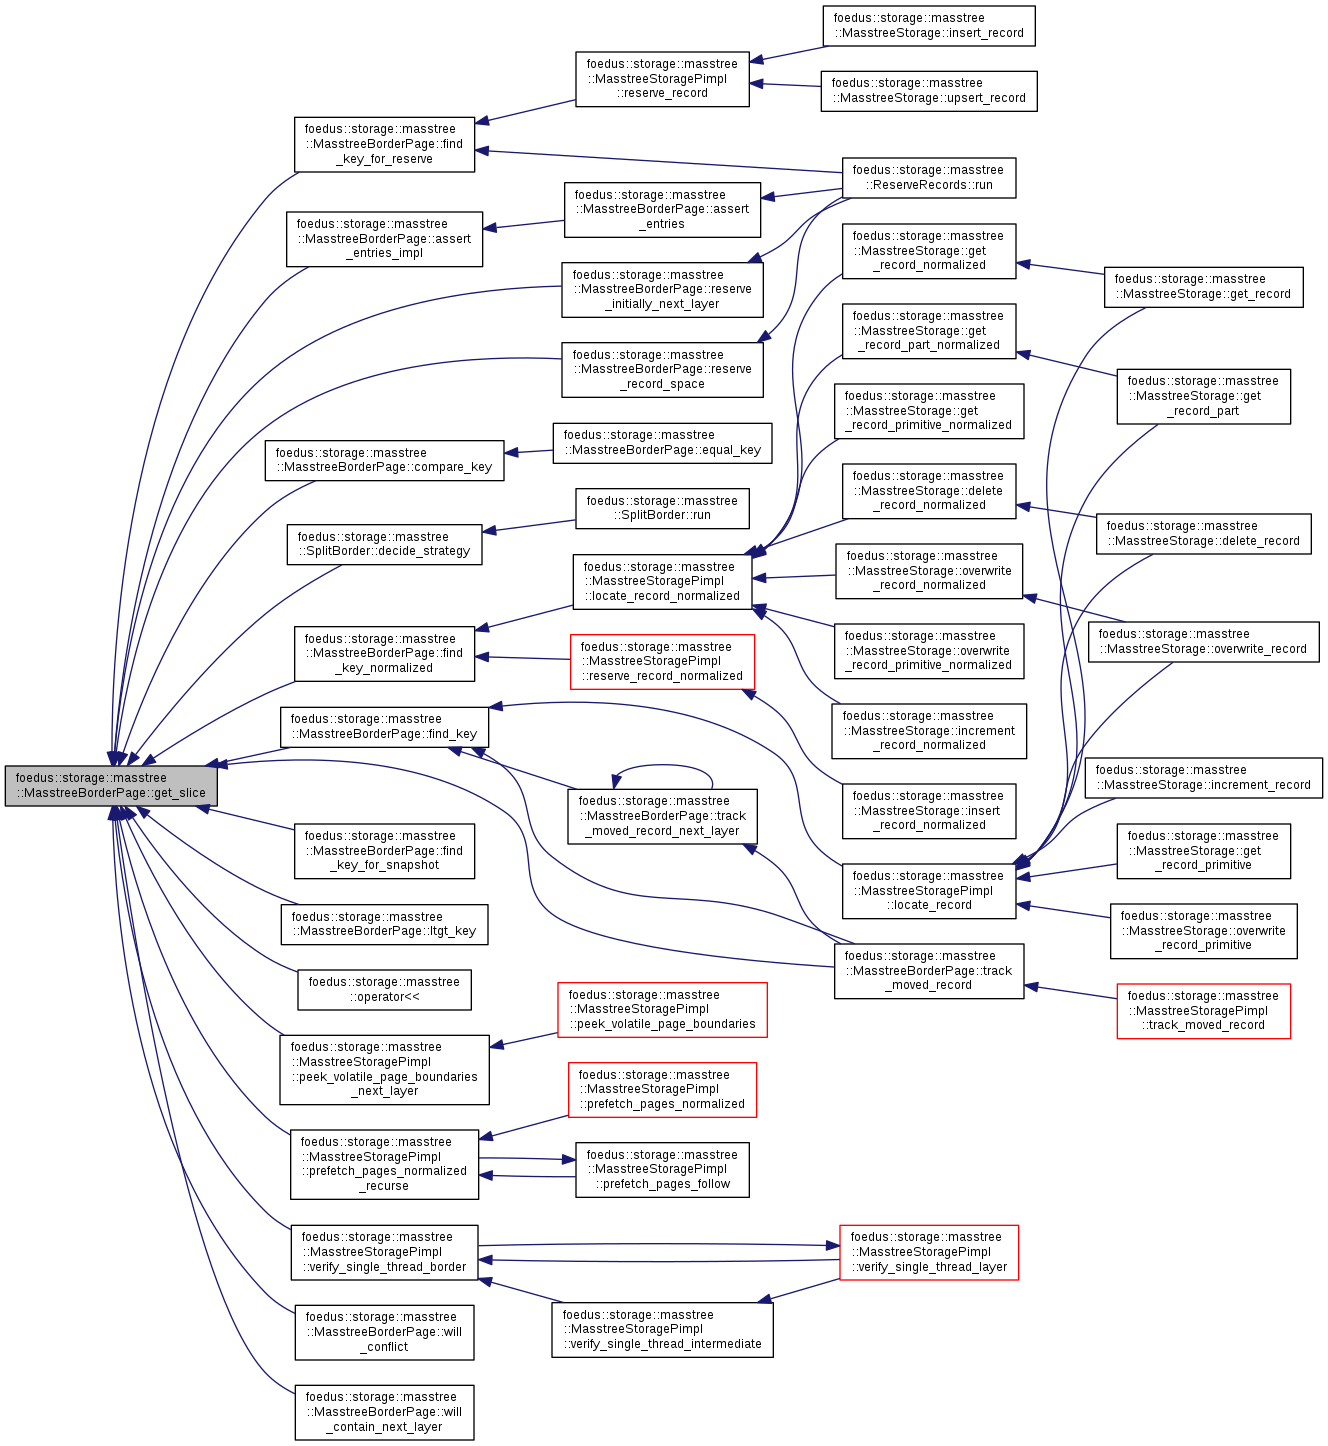 foedus::storage::masstree
::MasstreeBorderPage::get_slice
foedus::storage::masstree
::MasstreeBorderPage::find
_key_for_reserve
foedus::storage::masstree
::MasstreeBorderPage::assert
_entries_impl
foedus::storage::masstree
::MasstreeBorderPage::compare_key
foedus::storage::masstree
::SplitBorder::decide_strategy
foedus::storage::masstree
::MasstreeBorderPage::find
_key_normalized
foedus::storage::masstree
::MasstreeBorderPage::find_key
foedus::storage::masstree
::MasstreeBorderPage::find
_key_for_snapshot
foedus::storage::masstree
::MasstreeBorderPage::ltgt_key
foedus::storage::masstree
::operator<<
foedus::storage::masstree
::MasstreeStoragePimpl
::peek_volatile_page_boundaries
_next_layer
foedus::storage::masstree
::MasstreeStoragePimpl
::prefetch_pages_normalized
_recurse
foedus::storage::masstree
::MasstreeStoragePimpl
::verify_single_thread_border
foedus::storage::masstree
::MasstreeBorderPage::will
_conflict
foedus::storage::masstree
::MasstreeBorderPage::will
_contain_next_layer
foedus::storage::masstree
::MasstreeStoragePimpl
::reserve_record
foedus::storage::masstree
::MasstreeBorderPage::assert
_entries
foedus::storage::masstree
::MasstreeBorderPage::reserve
_initially_next_layer
foedus::storage::masstree
::MasstreeBorderPage::reserve
_record_space
foedus::storage::masstree
::MasstreeBorderPage::equal_key
foedus::storage::masstree
::SplitBorder::run
foedus::storage::masstree
::MasstreeStoragePimpl
::locate_record_normalized
foedus::storage::masstree
::MasstreeStoragePimpl
::reserve_record_normalized
foedus::storage::masstree
::MasstreeBorderPage::track
_moved_record_next_layer
foedus::storage::masstree
::MasstreeStoragePimpl
::peek_volatile_page_boundaries
foedus::storage::masstree
::MasstreeStoragePimpl
::prefetch_pages_normalized
foedus::storage::masstree
::MasstreeStoragePimpl
::prefetch_pages_follow
foedus::storage::masstree
::MasstreeStoragePimpl
::verify_single_thread_intermediate
foedus::storage::masstree
::MasstreeStorage::insert_record
foedus::storage::masstree
::MasstreeStorage::upsert_record
foedus::storage::masstree
::ReserveRecords::run
foedus::storage::masstree
::MasstreeStorage::get
_record_normalized
foedus::storage::masstree
::MasstreeStorage::get
_record_part_normalized
foedus::storage::masstree
::MasstreeStorage::get
_record_primitive_normalized
foedus::storage::masstree
::MasstreeStorage::delete
_record_normalized
foedus::storage::masstree
::MasstreeStorage::overwrite
_record_normalized
foedus::storage::masstree
::MasstreeStorage::overwrite
_record_primitive_normalized
foedus::storage::masstree
::MasstreeStorage::increment
_record_normalized
foedus::storage::masstree
::MasstreeStorage::insert
_record_normalized
foedus::storage::masstree
::MasstreeStoragePimpl
::locate_record
foedus::storage::masstree
::MasstreeBorderPage::track
_moved_record
foedus::storage::masstree
::MasstreeStoragePimpl
::verify_single_thread_layer
foedus::storage::masstree
::MasstreeStorage::get_record
foedus::storage::masstree
::MasstreeStorage::get
_record_part
foedus::storage::masstree
::MasstreeStorage::delete_record
foedus::storage::masstree
::MasstreeStorage::overwrite_record
foedus::storage::masstree
::MasstreeStorage::increment_record
foedus::storage::masstree
::MasstreeStorage::get
_record_primitive
foedus::storage::masstree
::MasstreeStorage::overwrite
_record_primitive
foedus::storage::masstree
::MasstreeStoragePimpl
::track_moved_record